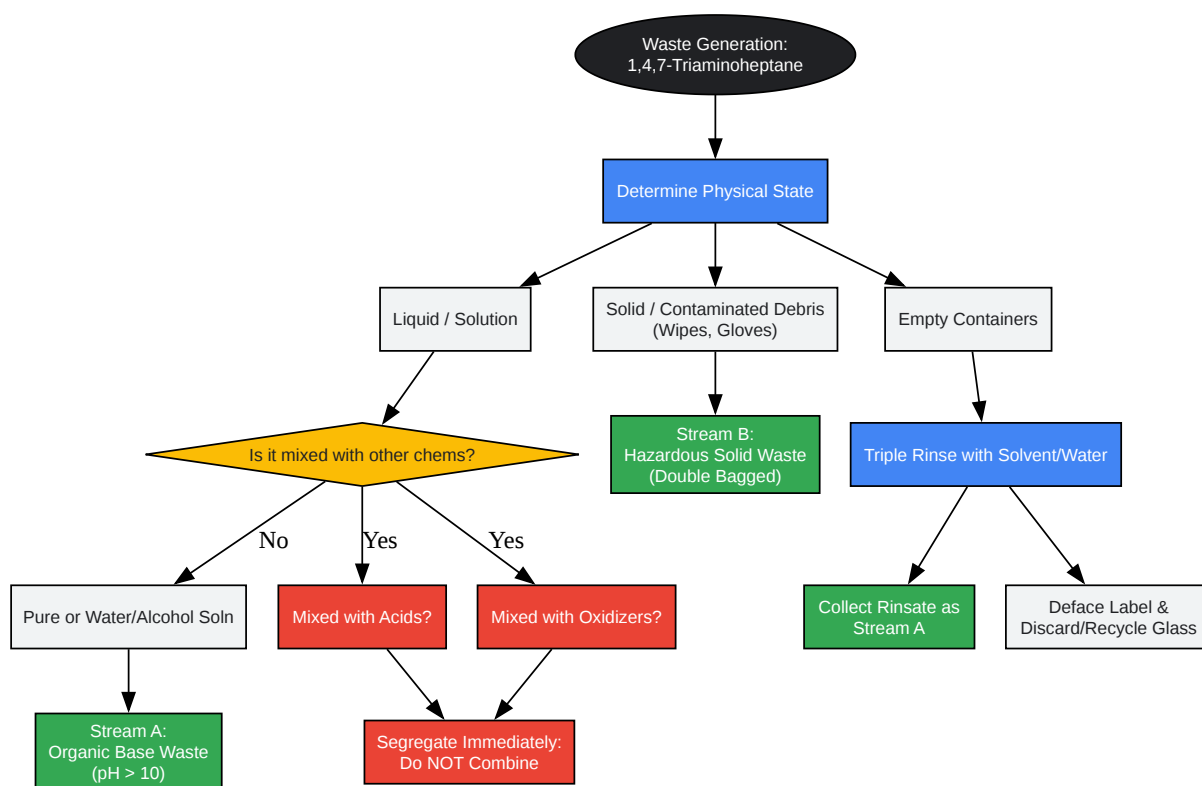 Waste Generation:
1,4,7-Triaminoheptane
Determine Physical State
Liquid / Solution
Solid / Contaminated Debris
(Wipes, Gloves)
Empty Containers
Is it mixed with other chems?
Stream B:
Hazardous Solid Waste
(Double Bagged)
Triple Rinse with Solvent/Water
No
Yes
Yes
Pure or Water/Alcohol Soln
Mixed with Acids?
Mixed with Oxidizers?
Collect Rinsate as
Stream A
Deface Label &
Discard/Recycle Glass
Stream A:
Organic Base Waste
(pH > 10)
Segregate Immediately:
Do NOT Combine